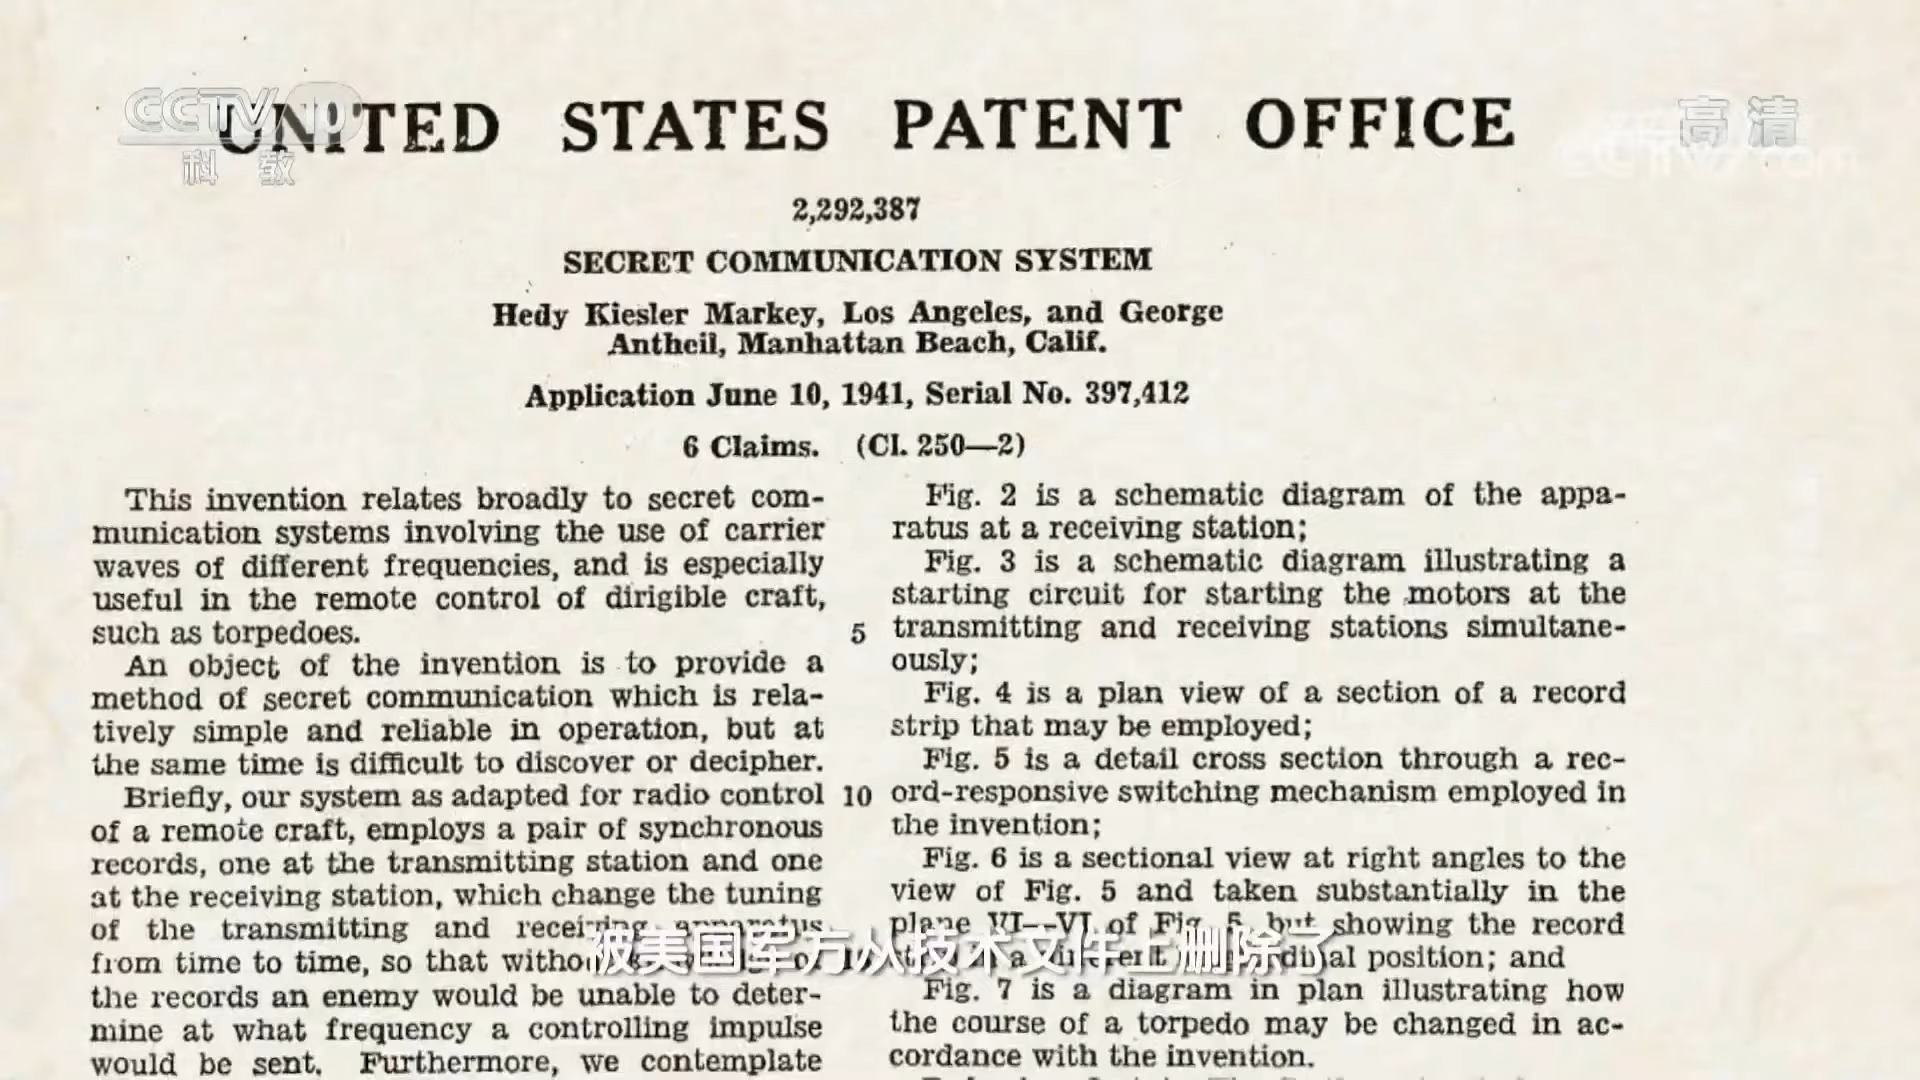 CCTV 10
科 教
高清
UNITED STATES PATENT OFFICE
2,292,387
SECRET COMMUNICATION SYSTEM
Hedy Kiesler Markey, Los Angeles, and George
Antheil, Manhattan Beach, Calif.
Application June 10, 1941, Serial No. 397,412
6 Claims. (Cl. 250—2)
This invention relates broadly to secret com-
munication systems involving the use of carrier
waves of different frequencies, and is especially
useful in the remote control of dirigible craft,
such as torpedoes.
An object of the invention is to provide a
method of secret communication which is rela-
tively simple and reliable in operation, but at
the same time is difficult to discover or decipher.
Briefly, our system as adapted for radio control
of a remote craft, employs a pair of synchronous
records, one at the transmitting station and one
at the receiving station, which change the tuning
of the transmitting and receiving apparatus
from time to time, so that without
the records an enemy would be unable to deter-
mine at what frequency a controlling impulse
would be sent. Furthermore, we contemplate
5
10
Fig. 2 is a schematic diagram of the appa-
ratus at a receiving station;
Fig. 3 is a schematic diagram illustrating a
starting circuit for starting the motors at the
transmitting and receiving stations simultane-
ously;
Fig. 4 is a plan view of a section of a record
strip that may be employed;
Fig. 5 is a detail cross section through a rec-
ord-responsive switching mechanism employed in
the invention;
Fig. 6 is a sectional view at right angles to the
view of Fig. 5 and taken substantially in the
plane VI—VI of Fig. 5, but showing the record
in a different position; and
Fig. 7 is a diagram in plan illustrating how
the course of a torpedo may be changed in ac-
cordance with the invention.
被美国军方从技术文件上删除了